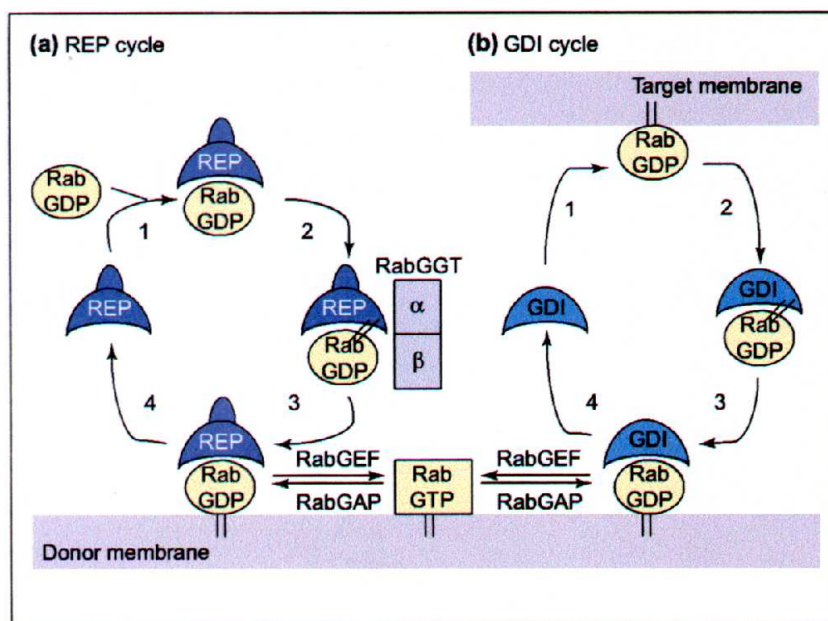 (a) REP cycle
REP
Rab
GDP
Rab
GDP
1
2
RabGGT
REP
REP
α
Rab
GDP
β
4
3
REP
Rab
GDP
RabGEF
RabGAP
Rab
GTP
Donor membrane
(b) GDI cycle
Target membrane
Rab
GDP
1
2
GDI
GDI
Rab
GDP
4
3
GDI
Rab
GDP
RabGEF
RabGAP